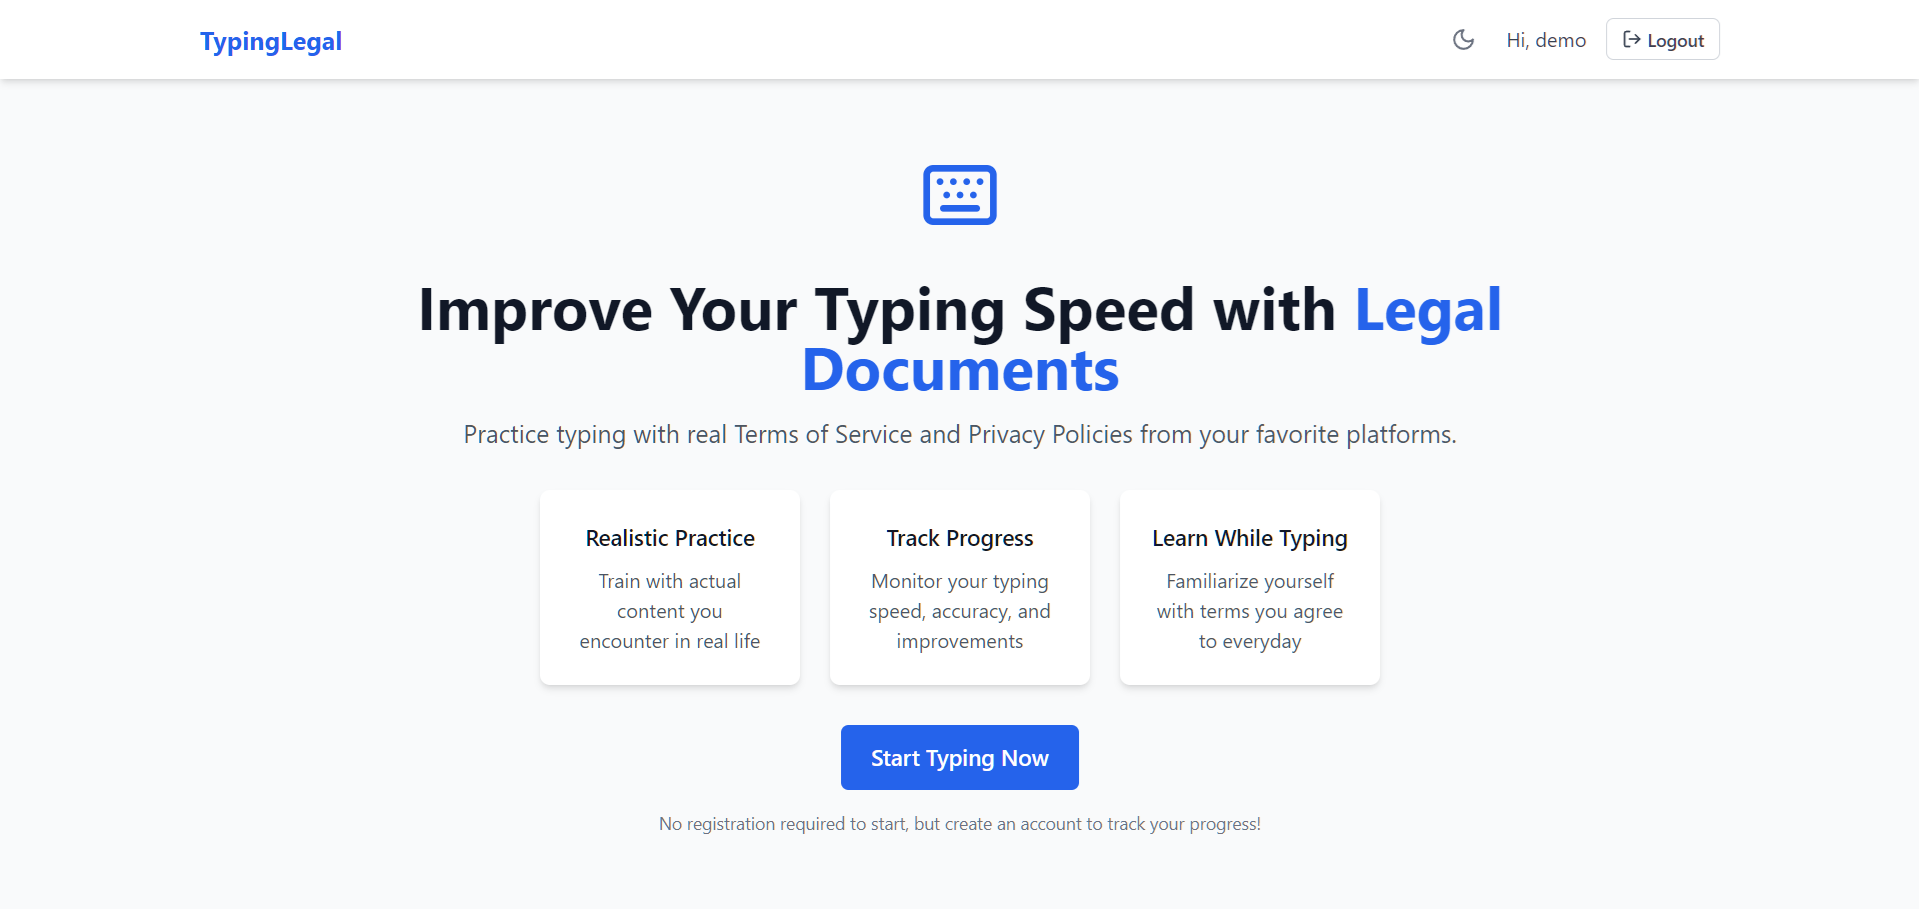 TypingLegal
Hi, demo
Logout
Improve Your Typing Speed with Legal
Documents
Practice typing with real Terms of Service and Privacy Policies from your favorite platforms.
Realistic Practice
Train with actual
content you
encounter in real life
Track Progress
Monitor your typing
speed, accuracy, and
improvements
Learn While Typing
Familiarize yourself
with terms you agree
to everyday
Start Typing Now
No registration required to start, but create an account to track your progress!